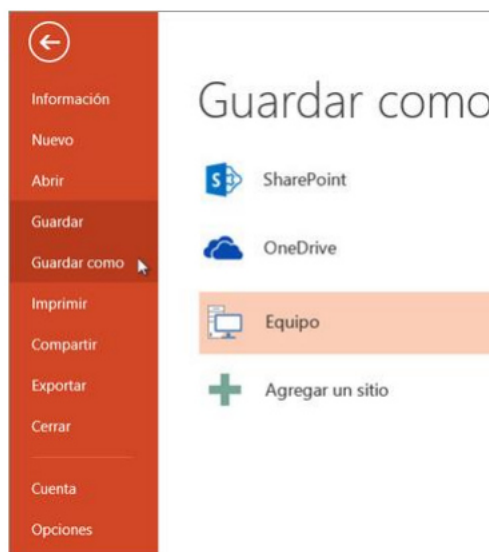 Información
Nuevo
Abrir
Guardar
Guardar como
Imprimir
Compartir
Exportar
Cerrar
Cuenta
Opciones
Guardar como
S SharePoint
OneDrive
Equipo
Agregar un sitio